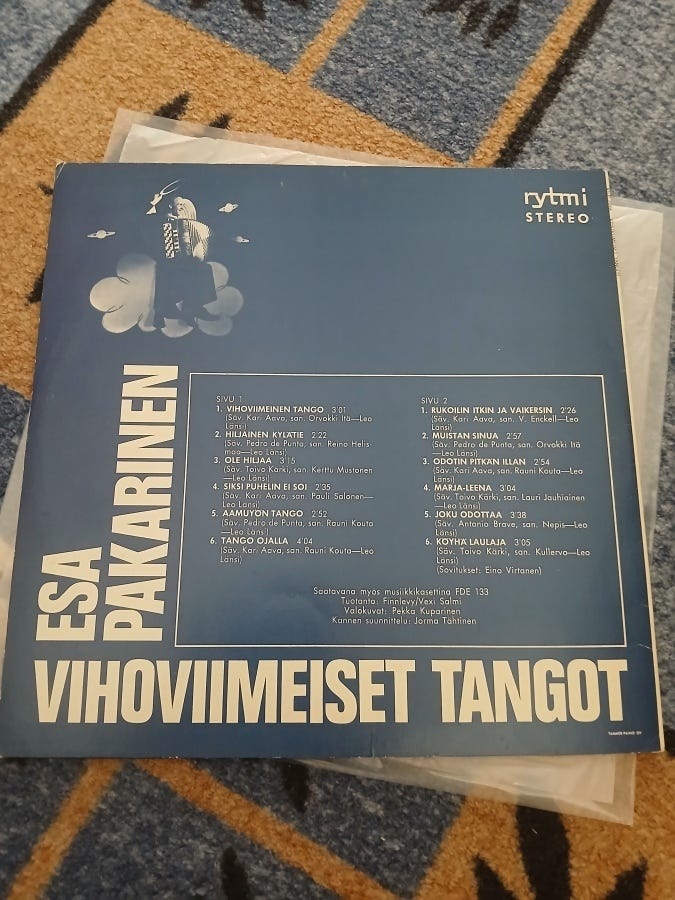 rytmi
STEREO
ESA
PAKARINEN
SIVU 1
1. VIHOVIIMEINEN TANGO 3'01
(Säv. Kari Aava, san. Orvokki Itä—Leo
Länsi)
2. HILJAINEN KYLÄTIE 2'22
(Säv. Pedro de Punta, san. Reino Helis-
maa—Leo Länsi)
3. OLE HILJAA 3'15
(Säv. Toivo Kärki, san. Kerttu Mustonen
—Leo Länsi)
4. SIKSI PUHELIN EI SOI 2'35
(Säv. Kari Aava, san. Pauli Salonen—
Leo Länsi)
5. AAMUYÖN TANGO 2'52
(Säv. Pedro de Punta, san. Rauni Kouta
—Leo Länsi)
6. TANGO OJALLA 4'04
(Säv. Kari Aava, san. Rauni Kouta—Leo
Länsi)
SIVU 2
1. RUKOILIN ITKIN JA VAIKERSIN 2'26
(Säv. Kari Aava, san. V. Enckell—Leo
Länsi)
2. MUISTAN SINUA 2'57
(Säv. Pedro de Punta, san. Orvokki Itä
—Leo Länsi)
3. ODOTIN PITKÄN ILLAN 2'54
(Säv. Kari Aava, san. Rauni Kouta—Leo
Länsi)
4. MARJA-LEENA 3'04
(Säv. Toivo Kärki, san. Lauri Jauhiainen
—Leo Länsi)
5. JOKU ODOTTAA 3'38
(Säv. Antonio Brave, san. Nepis—Leo
Länsi)
6. KÖYHÄ LAULAJA 3'05
(Säv. Toivo Kärki, san. Kullervo—Leo
Länsi)
(Sovitukset: Eino Virtanen)
Saatavana myös musiikkikasettina FDE 133
Tuotanto: Finnlevy/Vexi Salmi
Valokuvat: Pekka Kuparinen
Kannen suunnittelu: Jorma Tähtinen
VIHOVIIMEISET TANGOT